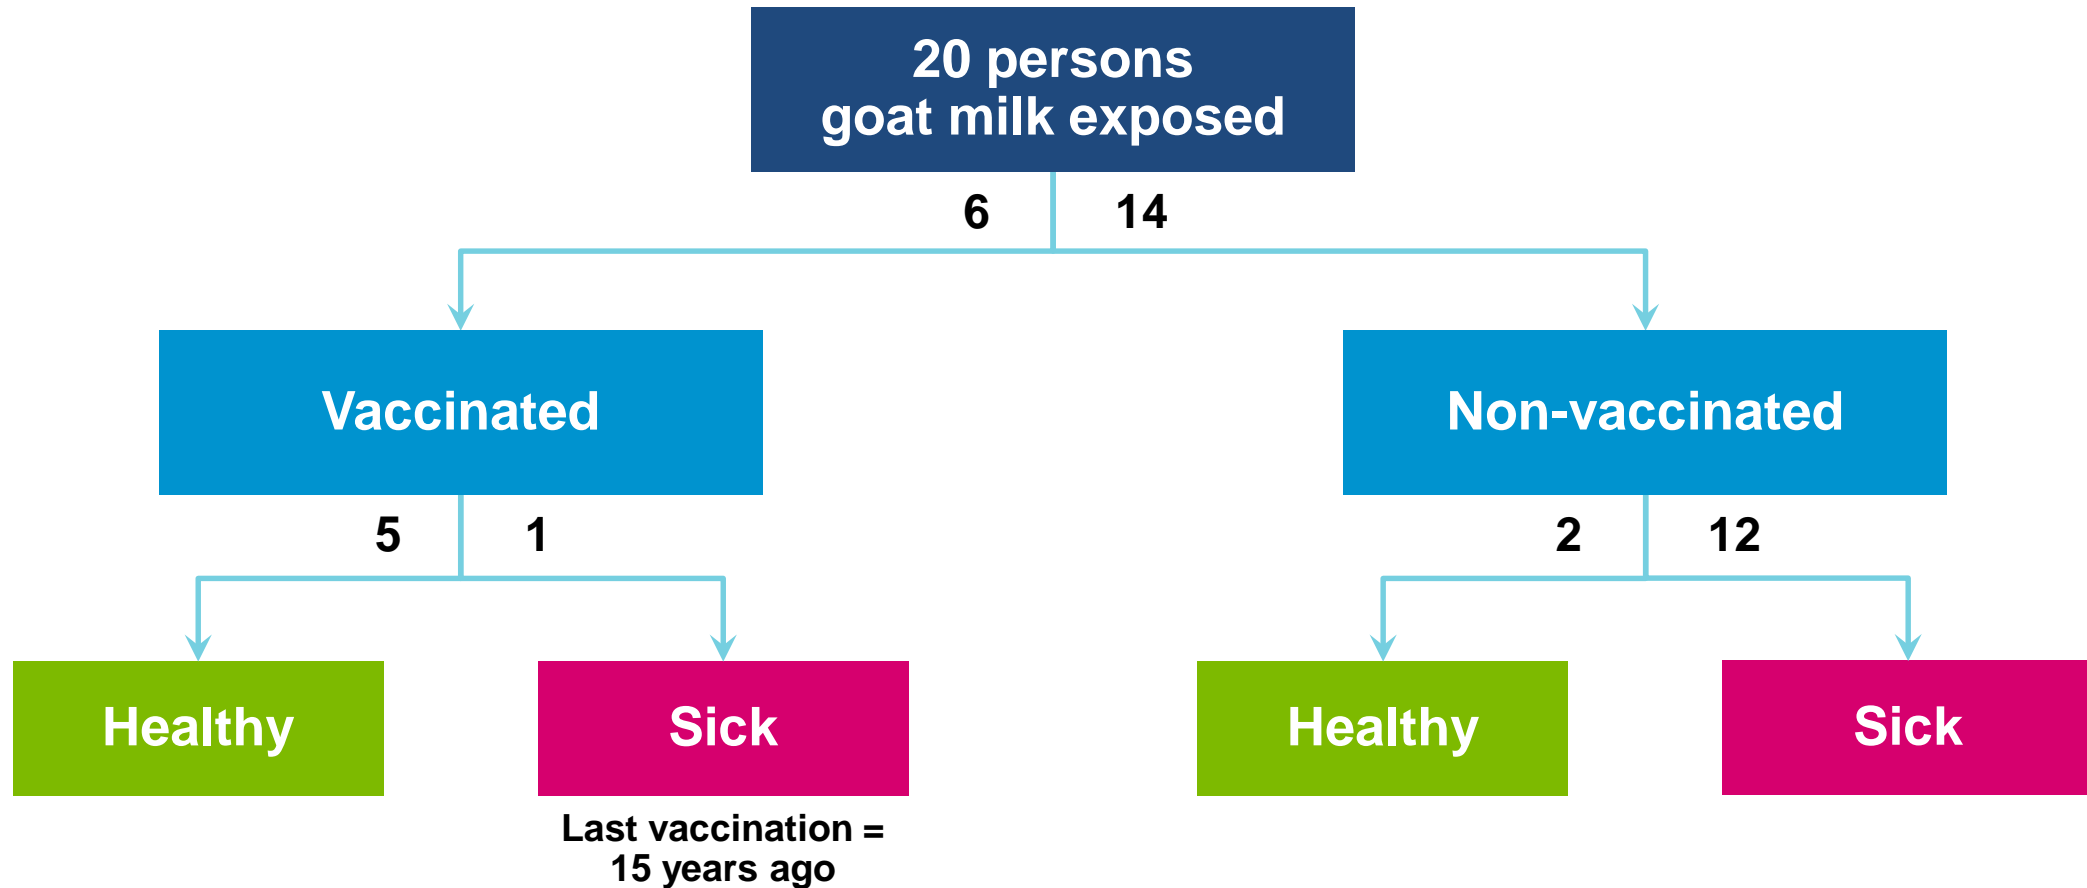 20 persons
goat milk exposed
6
14
Vaccinated
Non-vaccinated
5
1
2
12
Healthy
Sick
Healthy
Sick
Last vaccination =
15 years ago